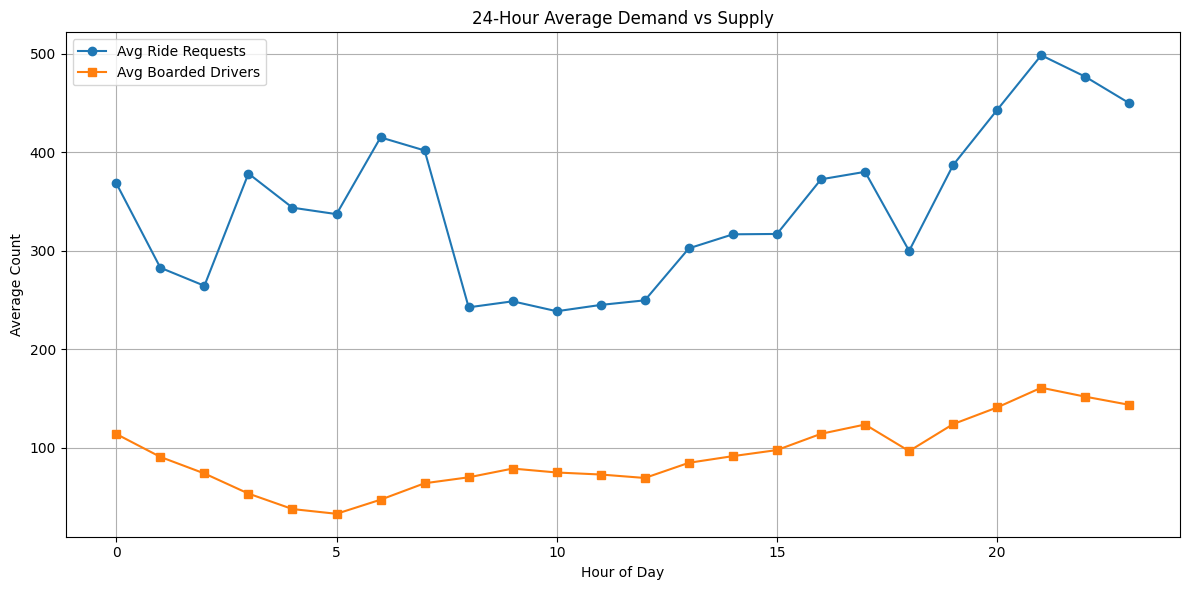 24-Hour Average Demand vs Supply
Avg Ride Requests
Avg Boarded Drivers
Average Count
500
400
300
200
100
0
5
10
15
20
Hour of Day